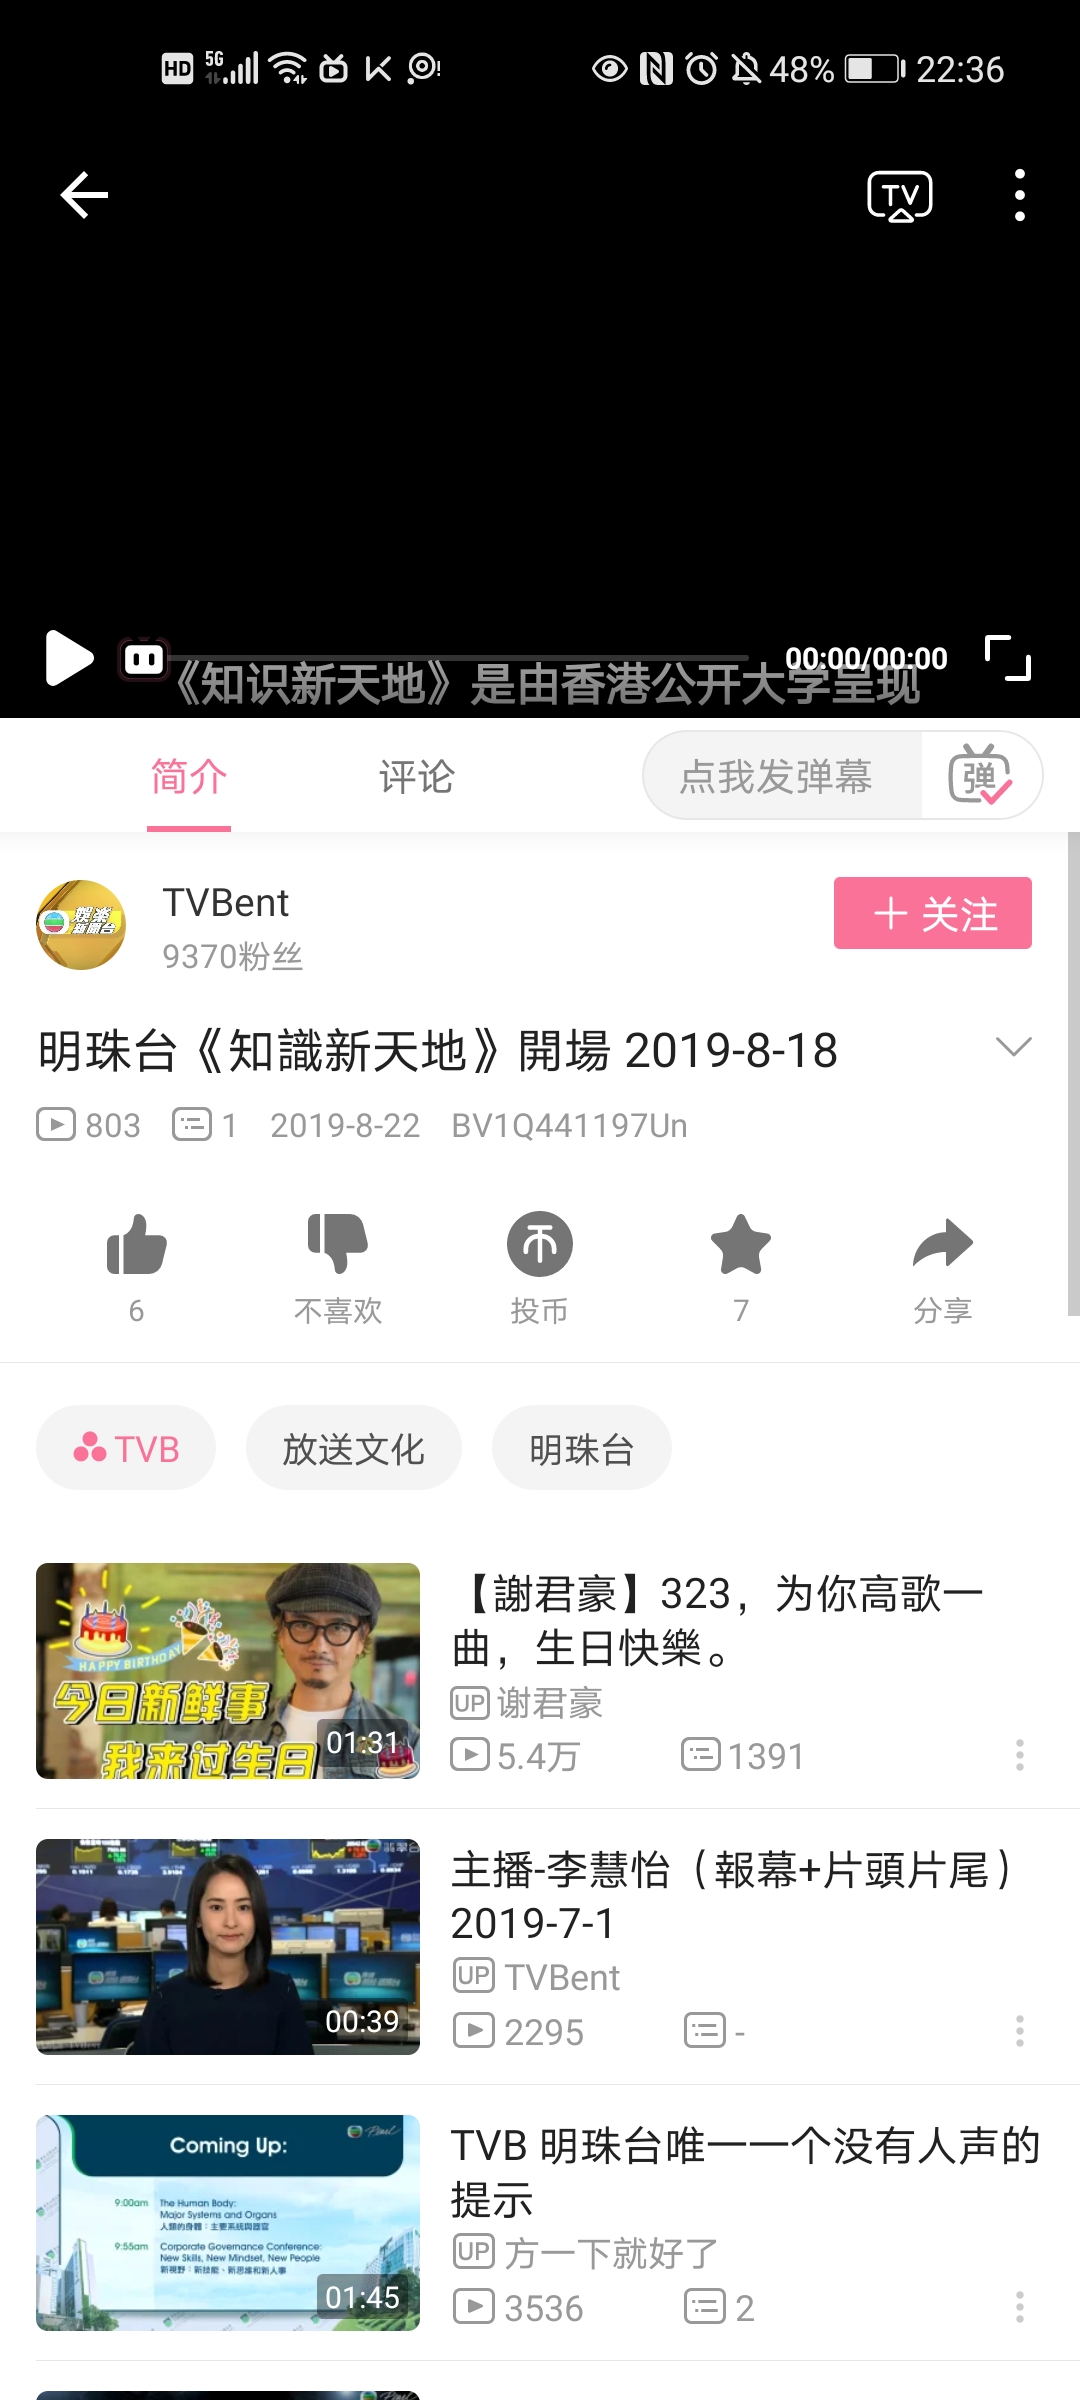 HD 5G 48% 22:36
TV
00:00/00:00
《知识新天地》是由香港公开大学呈现
简介 评论 点我发弹幕 弹
娛樂
新聞台
TVBent
9370粉丝
+ 关注
明珠台《知識新天地》開場 2019-8-18
803 1 2019-8-22 BV1Q441197Un
6 不喜欢 投币 7 分享
TVB 放送文化 明珠台
HAPPY BIRTHDAY
今日新鲜事
我来过生日
01:31
【謝君豪】323，为你高歌一
曲，生日快樂。
UP 谢君豪
5.4万 1391
00:39
主播-李慧怡（報幕+片頭片尾）
2019-7-1
UP TVBent
2295 -
Pearl
Coming Up:
9:00am The Human Body:
Major Systems and Organs
人類的身體：主要系統與器官
9:55am Corporate Governance Conference:
New Skills, New Mindset, New People
新視野：新技能、新思維和新人事
01:45
TVB 明珠台唯一一个没有人声的
提示
UP 方一下就好了
3536 2
Pearl